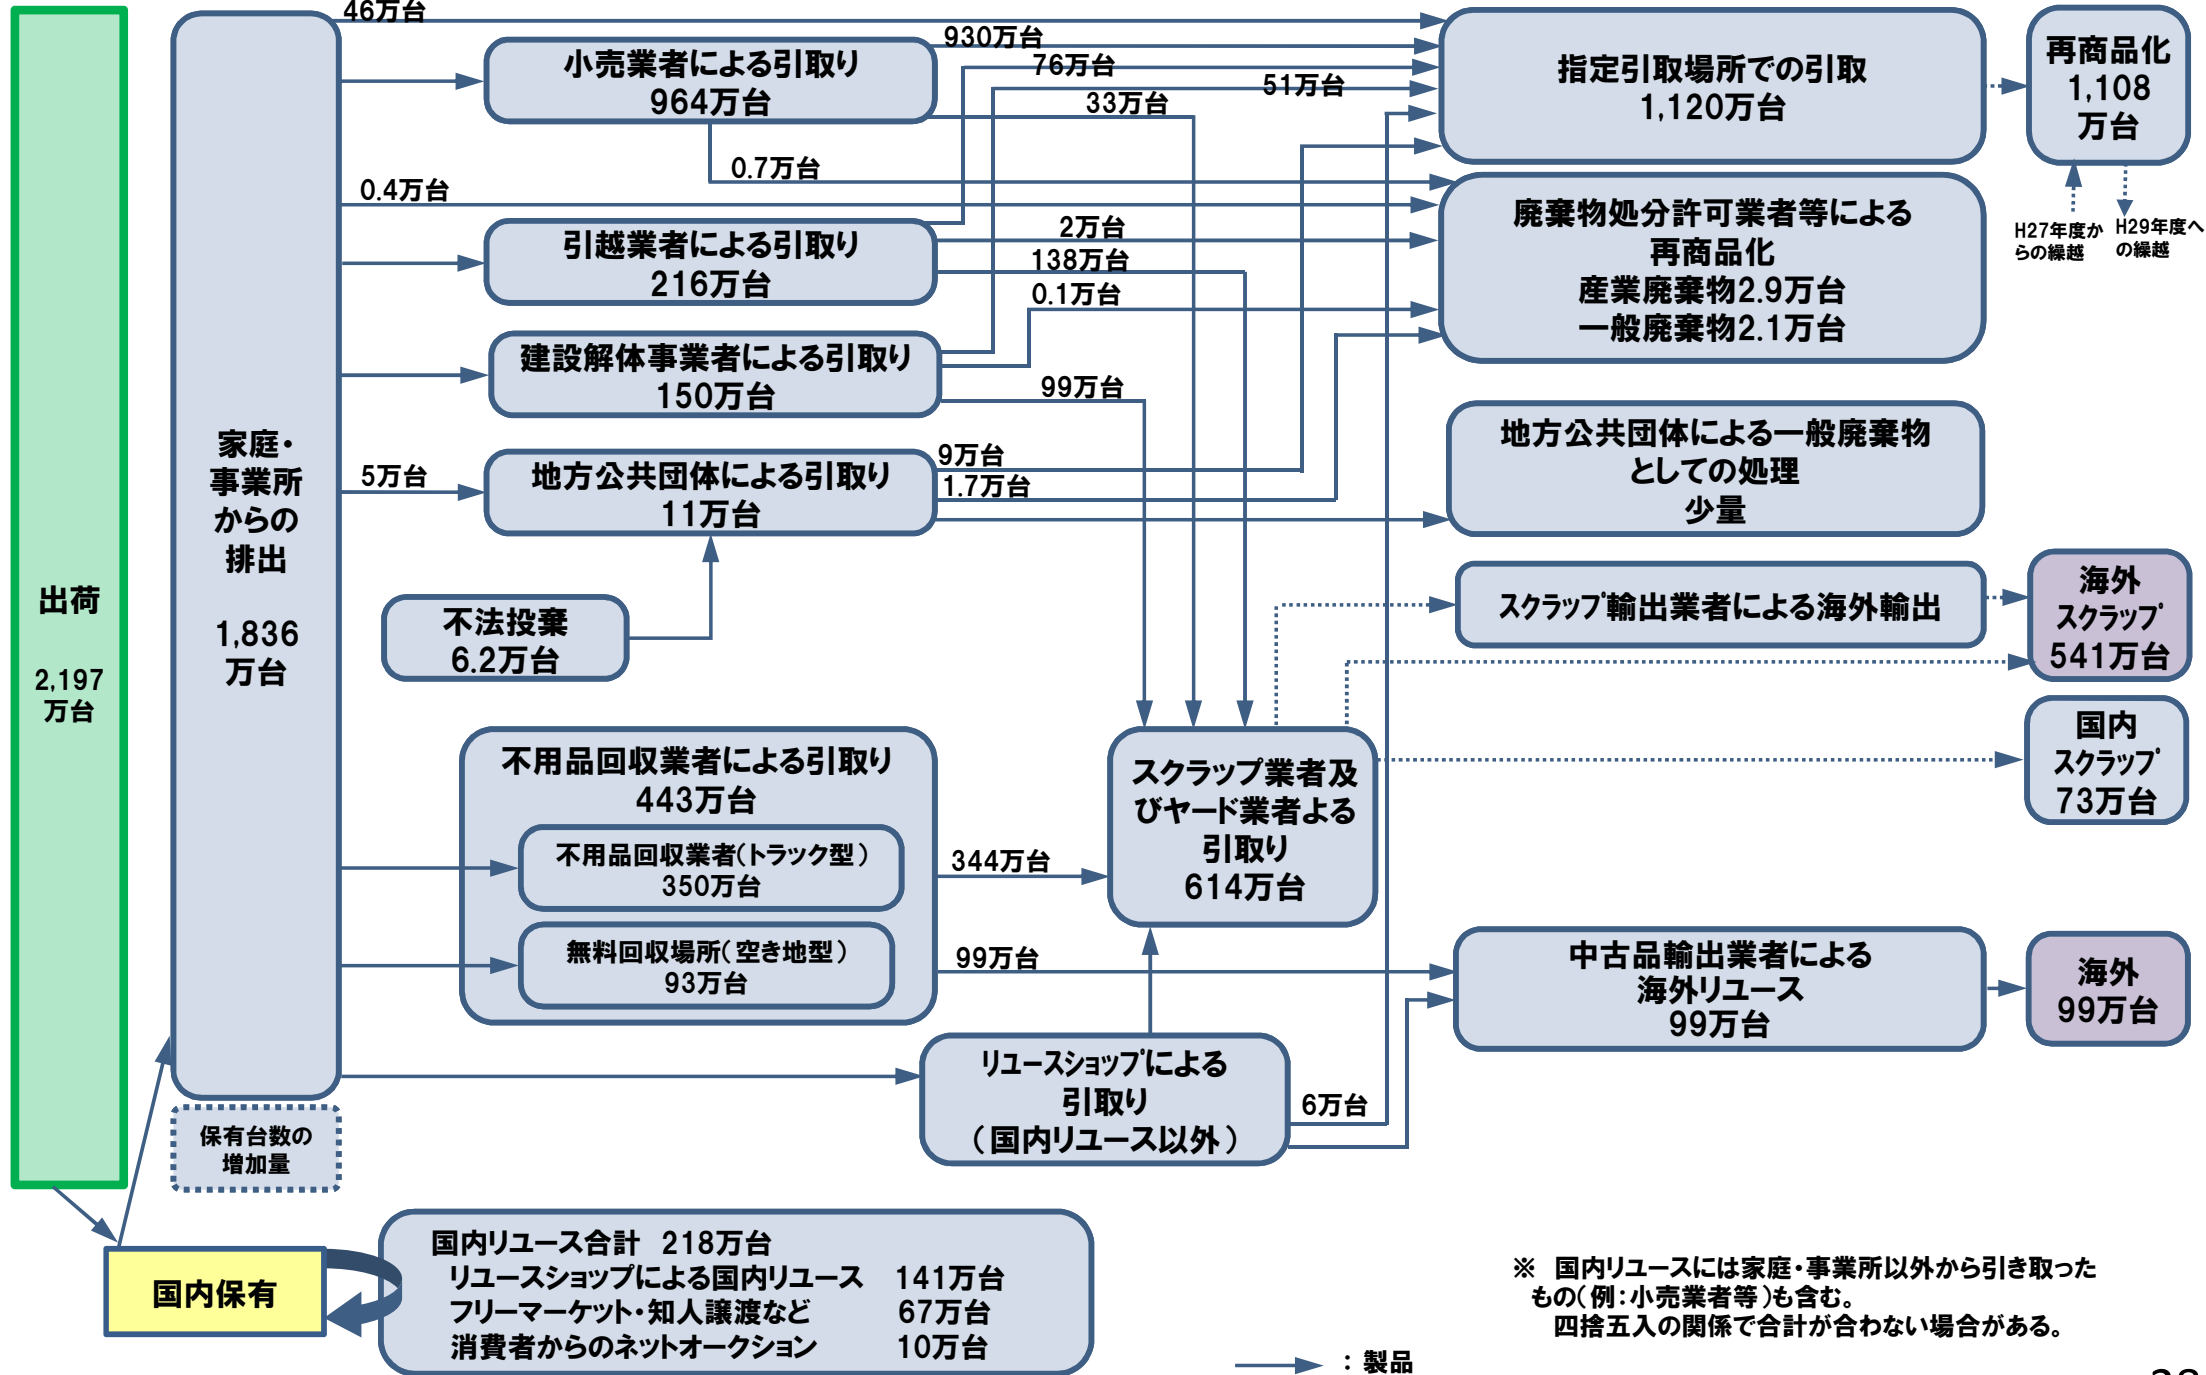 出荷
2,197
万台
家庭・
事業所
からの
排出
1,836
万台
保有台数の
増加量
国内保有
46万台
小売業者による引取り
964万台
930万台
76万台
51万台
33万台
0.7万台
0.4万台
引越業者による引取り
216万台
2万台
138万台
0.1万台
建設解体事業者による引取り
150万台
99万台
5万台
地方公共団体による引取り
11万台
9万台
1.7万台
不法投棄
6.2万台
不用品回収業者による引取り
443万台
不用品回収業者(トラック型)
350万台
無料回収場所(空き地型)
93万台
344万台
99万台
スクラップ業者及
びヤード業者よる
引取り
614万台
リユースショップによる
引取り
(国内リユース以外)
6万台
指定引取場所での引取
1,120万台
再商品化
1,108
万台
H27年度か
らの繰越
H29年度へ
の繰越
廃棄物処分許可業者等による
再商品化
産業廃棄物2.9万台
一般廃棄物2.1万台
地方公共団体による一般廃棄物
としての処理
少量
スクラップ輸出業者による海外輸出
海外
スクラップ
541万台
国内
スクラップ
73万台
中古品輸出業者による
海外リユース
99万台
海外
99万台
国内リユース合計 218万台
リユースショップによる国内リユース 141万台
フリーマーケット・知人譲渡など 67万台
消費者からのネットオークション 10万台
※ 国内リユースには家庭・事業所以外から引き取った
もの(例:小売業者等)も含む。
四捨五入の関係で合計が合わない場合がある。
:製品